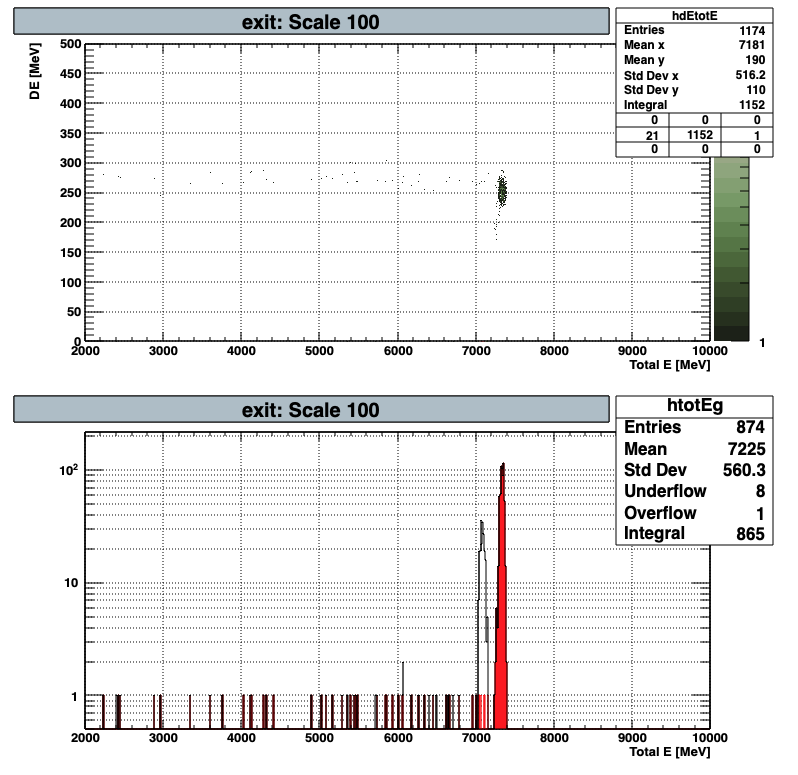 exit: Scale 100
hdEtotE
Entries 1174
Mean x 7181
Mean y 190
Std Dev x 516.2
Std Dev y 110
Integral 1152
0 0 0
21 1152 1
0 0 0
DE [MeV]
500
450
400
350
300
250
200
150
100
50
0
2000 3000 4000 5000 6000 7000 8000 9000 10000
1
Total E [MeV]
exit: Scale 100
htotEg
Entries 874
Mean 7225
Std Dev 560.3
Underflow 8
Overflow 1
Integral 865
10²
10
1
2000 3000 4000 5000 6000 7000 8000 9000 10000
Total E [MeV]